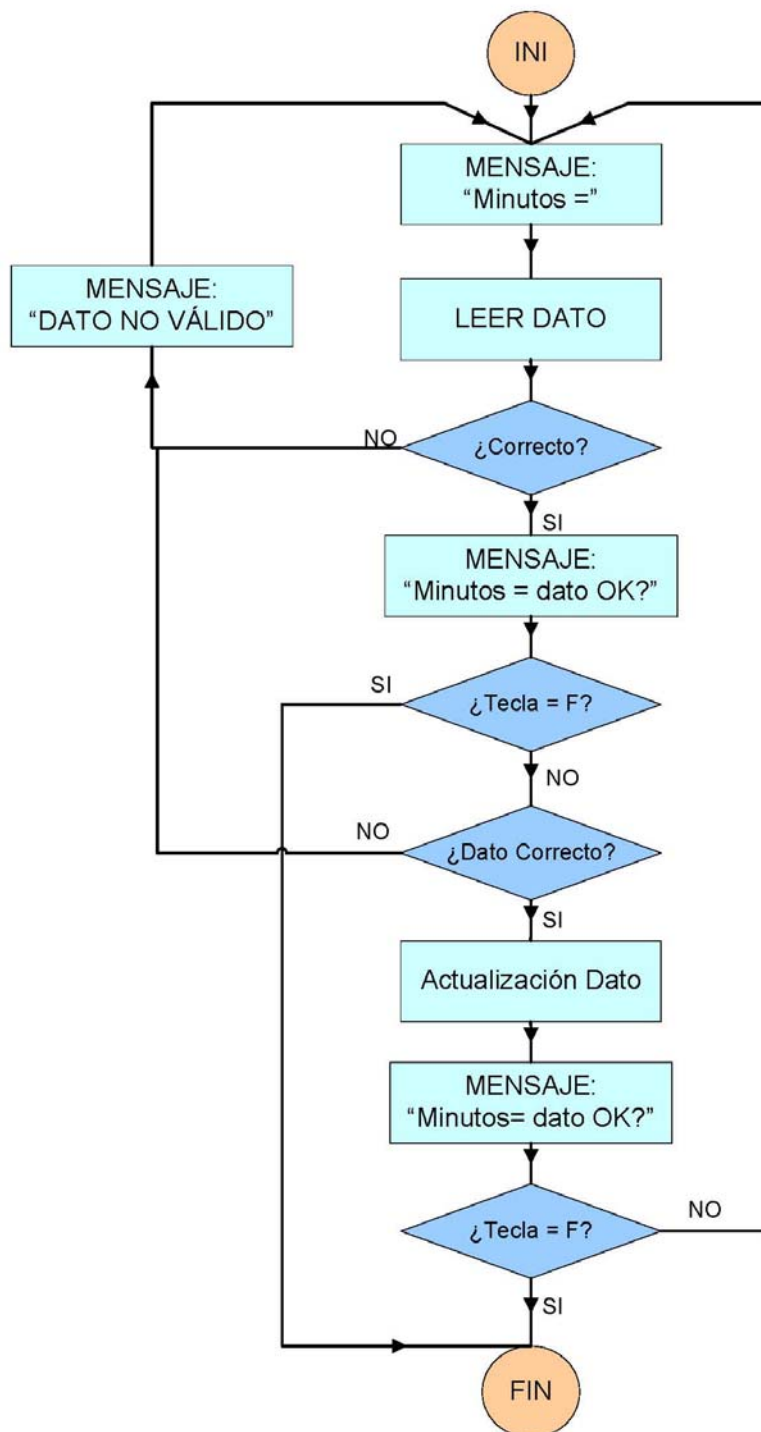 INI
MENSAJE:
“Minutos =”
MENSAJE:
“DATO NO VÁLIDO”
LEER DATO
NO
¿Correcto?
SI
MENSAJE:
“Minutos = dato OK?”
SI
¿Tecla = F?
NO
NO
¿Dato Correcto?
SI
Actualización Dato
MENSAJE:
“Minutos= dato OK?”
¿Tecla = F?
NO
SI
FIN